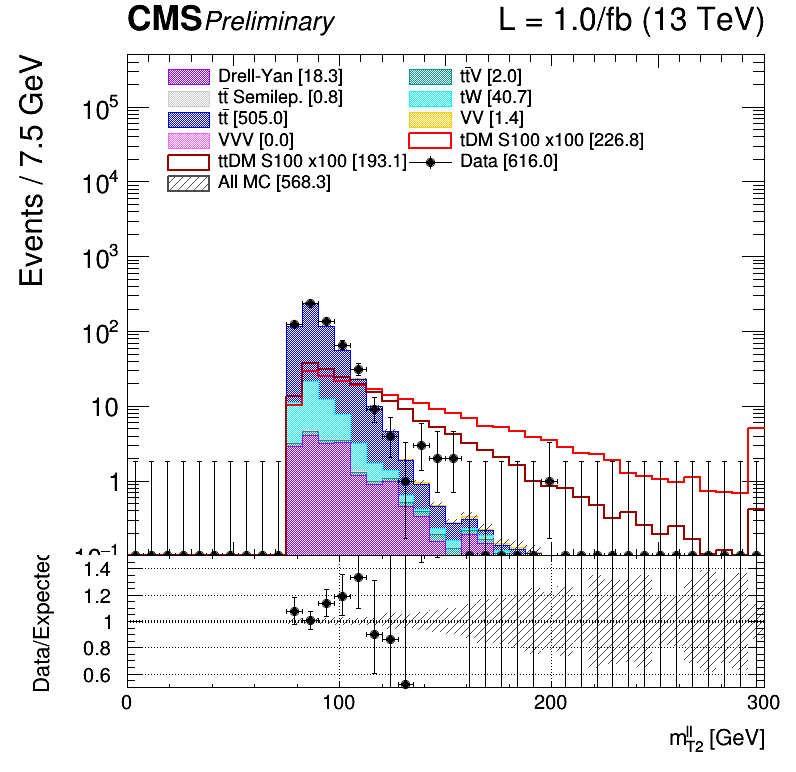 CMS Preliminary L = 1.0/fb (13 TeV)
Events / 7.5 GeV
Drell-Yan [18.3]
tt̄ Semilep. [0.8]
tt̄ [505.0]
VVV [0.0]
ttDM S100 x100 [193.1]
All MC [568.3]
tt̄V [2.0]
tW [40.7]
VV [1.4]
tDM S100 x100 [226.8]
Data [616.0]
10⁵
10⁴
10³
10²
10
1
10⁻¹
Data/Expected
1.4
1.2
1
0.8
0.6
0 100 200 300
m^{ll}_{T2} [GeV]